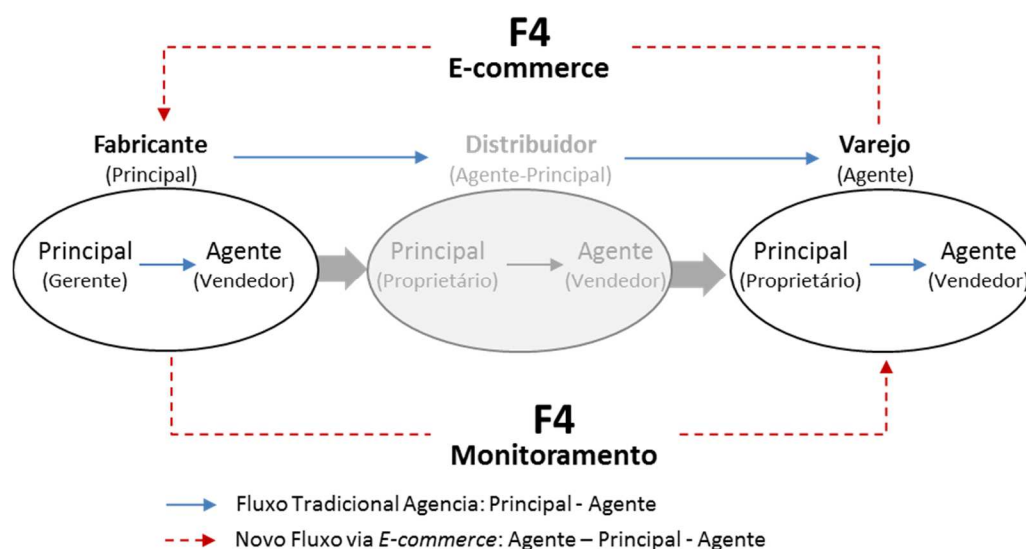 F4
E-commerce
Fabricante
(Principal)
Distribuidor
(Agente-Principal)
Varejo
(Agente)
Principal
(Gerente)
Agente
(Vendedor)
Principal
(Proprietário)
Agente
(Vendedor)
Principal
(Proprietário)
Agente
(Vendedor)
F4
Monitoramento
Fluxo Tradicional Agencia: Principal - Agente
Novo Fluxo via E-commerce: Agente – Principal - Agente